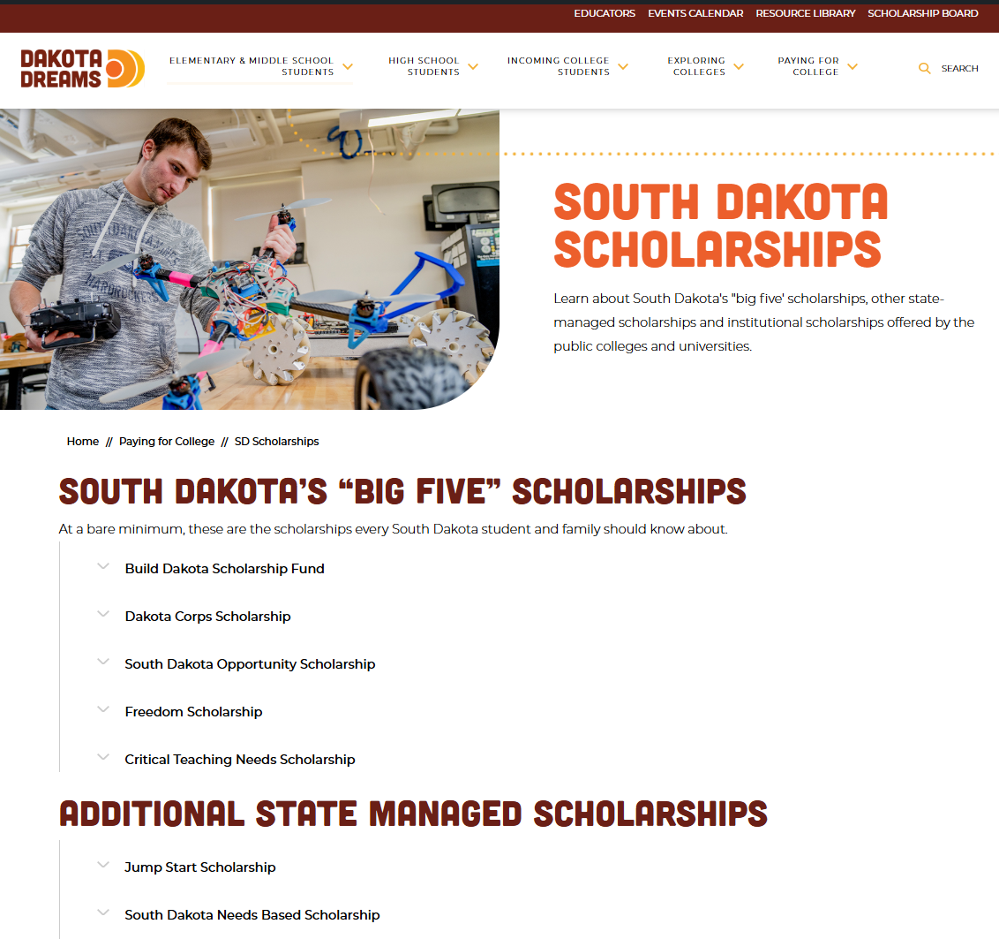 EDUCATORS EVENTS CALENDAR RESOURCE LIBRARY SCHOLARSHIP BOARD
DAKOTA
DREAMS
ELEMENTARY & MIDDLE SCHOOL
STUDENTS
HIGH SCHOOL
STUDENTS
INCOMING COLLEGE
STUDENTS
EXPLORING
COLLEGES
PAYING FOR
COLLEGE
SEARCH
SOUTH DAKOTA
HARDROCKERS
SOUTH DAKOTA
SCHOLARSHIPS
Learn about South Dakota's "big five' scholarships, other state-
managed scholarships and institutional scholarships offered by the
public colleges and universities.
Home // Paying for College // SD Scholarships
SOUTH DAKOTA’S “BIG FIVE” SCHOLARSHIPS
At a bare minimum, these are the scholarships every South Dakota student and family should know about.
Build Dakota Scholarship Fund
Dakota Corps Scholarship
South Dakota Opportunity Scholarship
Freedom Scholarship
Critical Teaching Needs Scholarship
ADDITIONAL STATE MANAGED SCHOLARSHIPS
Jump Start Scholarship
South Dakota Needs Based Scholarship